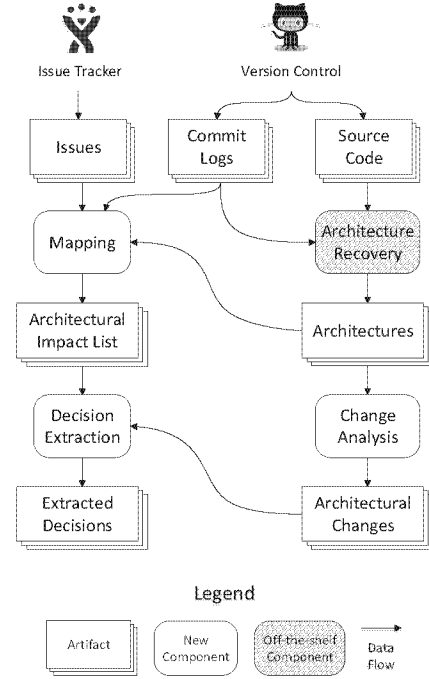 Issue Tracker
Version Control
Issues
Commit
Logs
Source
Code
Mapping
Architecture
Recovery
Architectural
Impact List
Architectures
Decision
Extraction
Change
Analysis
Extracted
Decisions
Architectural
Changes
Legend
Artifact
New
Component
Off-the-shelf
Component
Data
Flow